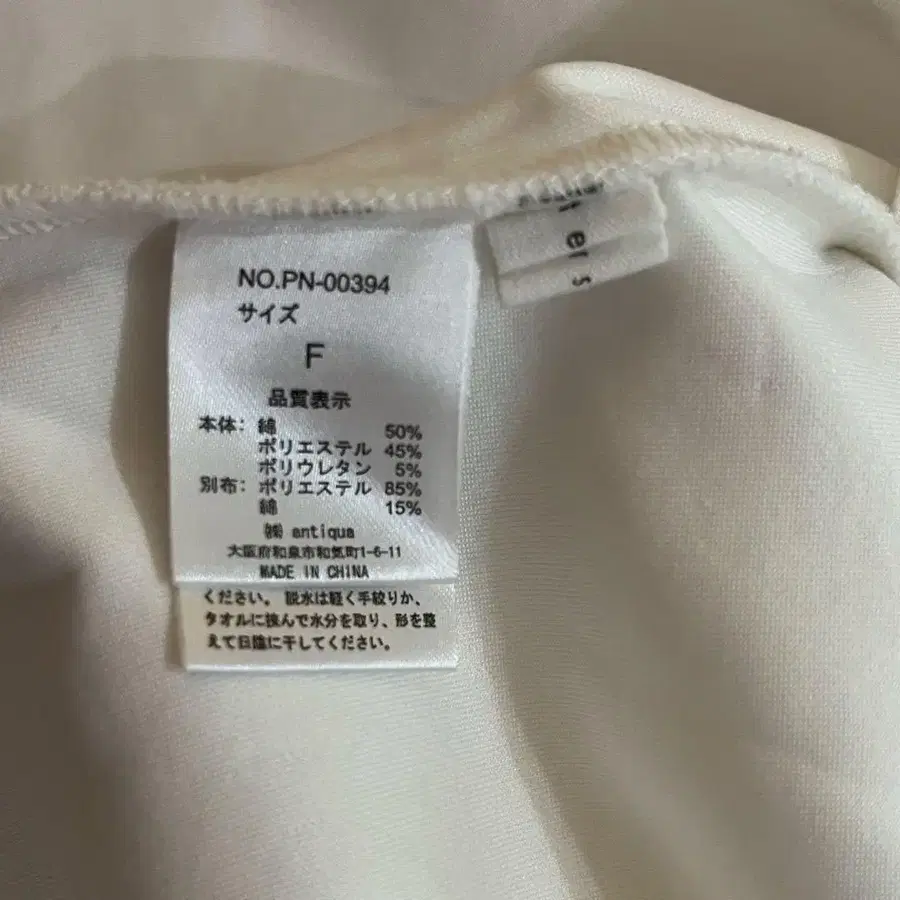 NO.PN-00394
サイズ
F
品質表示
本体: 綿 50%
ポリエステル 45%
ポリウレタン 5%
別布: ポリエステル 85%
綿 15%
㈱ antiqua
大阪府和泉市和気町1-6-11
MADE IN CHINA
ください。脱水は軽く手絞りか、
タオルに挟んで水分を取り、形を整
えて日陰に干してください。
er s